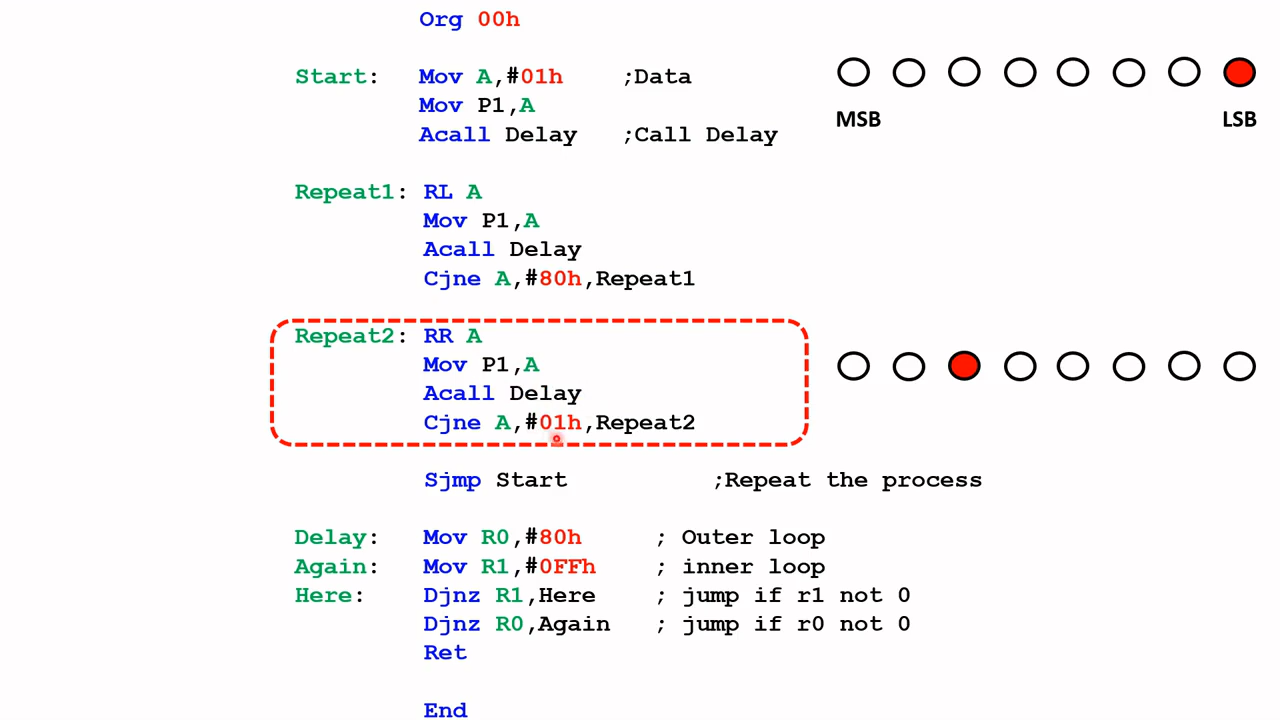 Org 00h
Start: Mov A,#01h ;Data
Mov P1,A
MSB LSB
Acall Delay ;Call Delay
Repeat1: RL A
Mov P1,A
Acall Delay
Cjne A,#80h,Repeat1
Repeat2: RR A
Mov P1,A
Acall Delay
Cjne A,#01h,Repeat2
Sjmp Start ;Repeat the process
Delay: Mov R0,#80h ; Outer loop
Again: Mov R1,#0FFh ; inner loop
Here: Djnz R1,Here ; jump if r1 not 0
Djnz R0,Again ; jump if r0 not 0
Ret
End